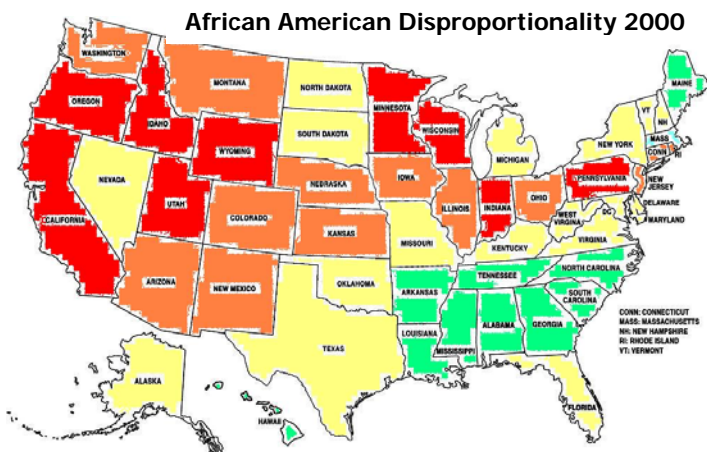 African American Disproportionality 2000
WASHINGTON
MONTANA
NORTH DAKOTA
MINNESOTA
MAINE
OREGON
IDAHO
WYOMING
SOUTH DAKOTA
WISCONSIN
MICHIGAN
VT
NH
NEW YORK
MASS
CONN
RI
NEVADA
UTAH
COLORADO
NEBRASKA
IOWA
ILLINOIS
INDIANA
OHIO
PENNSYLVANIA
NEW
JERSEY
CALIFORNIA
KANSAS
MISSOURI
KENTUCKY
WEST
VIRGINIA
DC
VIRGINIA
DELAWARE
MARYLAND
ARIZONA
NEW MEXICO
OKLAHOMA
ARKANSAS
TENNESSEE
NORTH CAROLINA
SOUTH
CAROLINA
TEXAS
LOUISIANA
MISSISSIPPI
ALABAMA
GEORGIA
FLORIDA
ALASKA
HAWAII
CONN: CONNECTICUT
MASS: MASSACHUSETTS
NH: NEW HAMPSHIRE
RI: RHODE ISLAND
VT: VERMONT